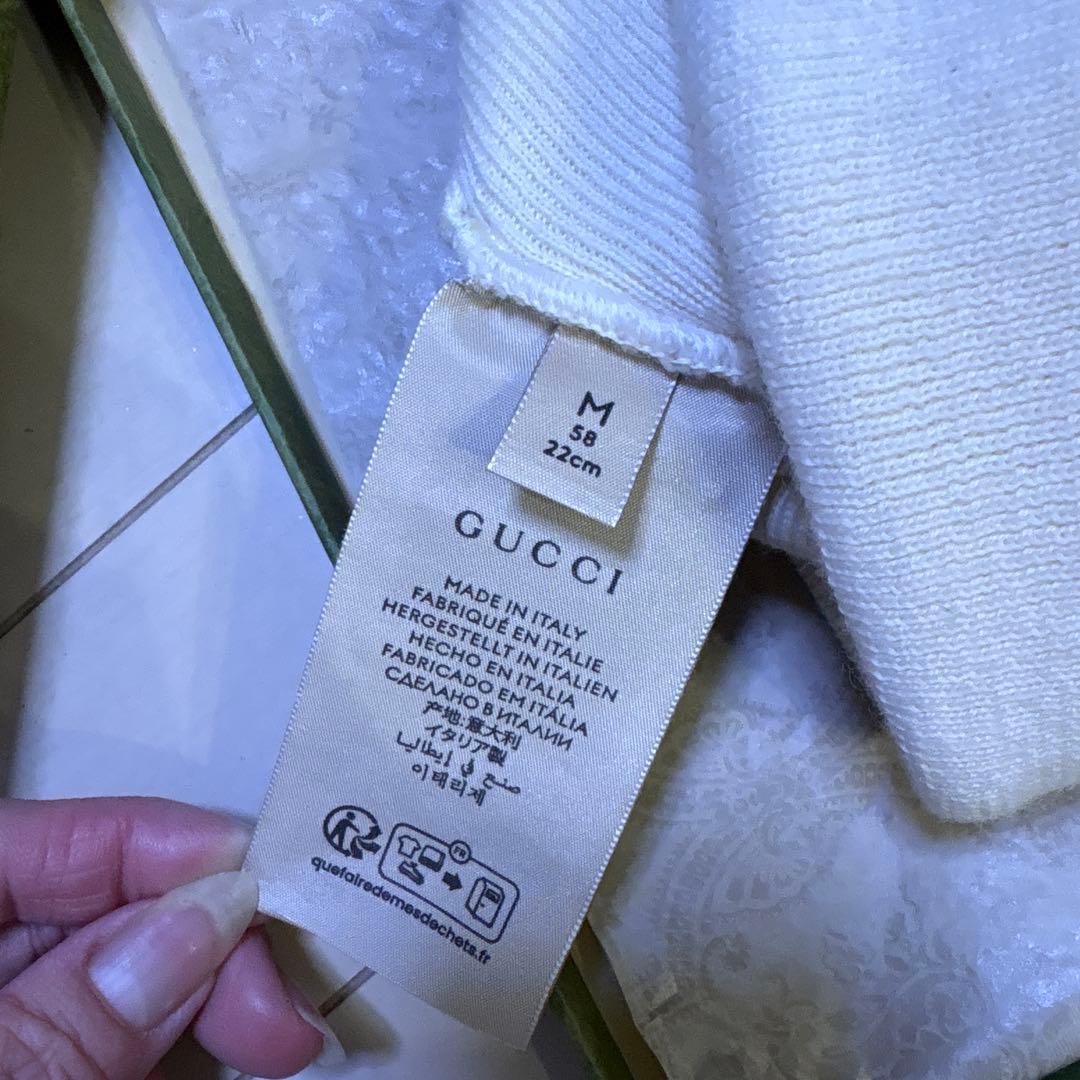 M
58
22cm
GUCCI
MADE IN ITALY
FABRIQUÉ EN ITALIE
HERGESTELLT IN ITALIEN
HECHO EN ITALIA
FABRICADO EM ITÁLIA
СДЕЛАНО В ИТАЛИИ
产地:意大利
イタリア製
صنع في إيطاليا
이태리제
FR
quefairedemesdechets.fr